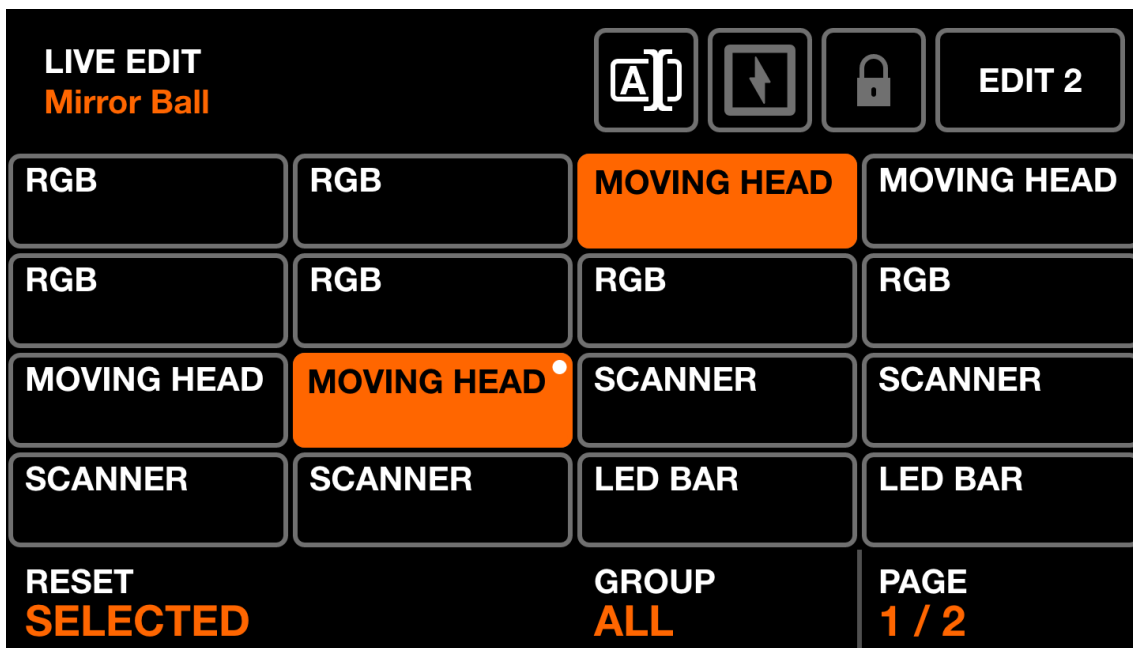 LIVE EDIT
Mirror Ball
A
EDIT 2
RGB
RGB
MOVING HEAD
MOVING HEAD
RGB
RGB
RGB
RGB
MOVING HEAD
MOVING HEAD
SCANNER
SCANNER
SCANNER
SCANNER
LED BAR
LED BAR
RESET
SELECTED
GROUP
ALL
PAGE
1 / 2